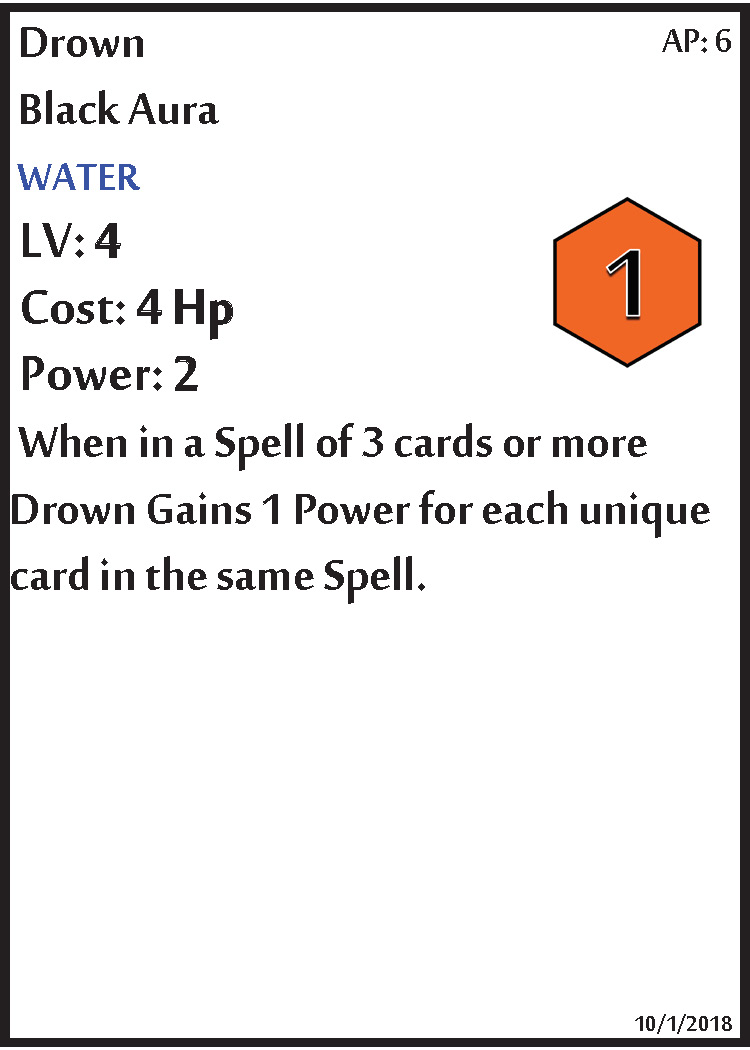 Drown
AP: 6
Black Aura
WATER
LV: 4
1
Cost: 4 Hp
Power: 2
When in a Spell of 3 cards or more
Drown Gains 1 Power for each unique
card in the same Spell.
10/1/2018